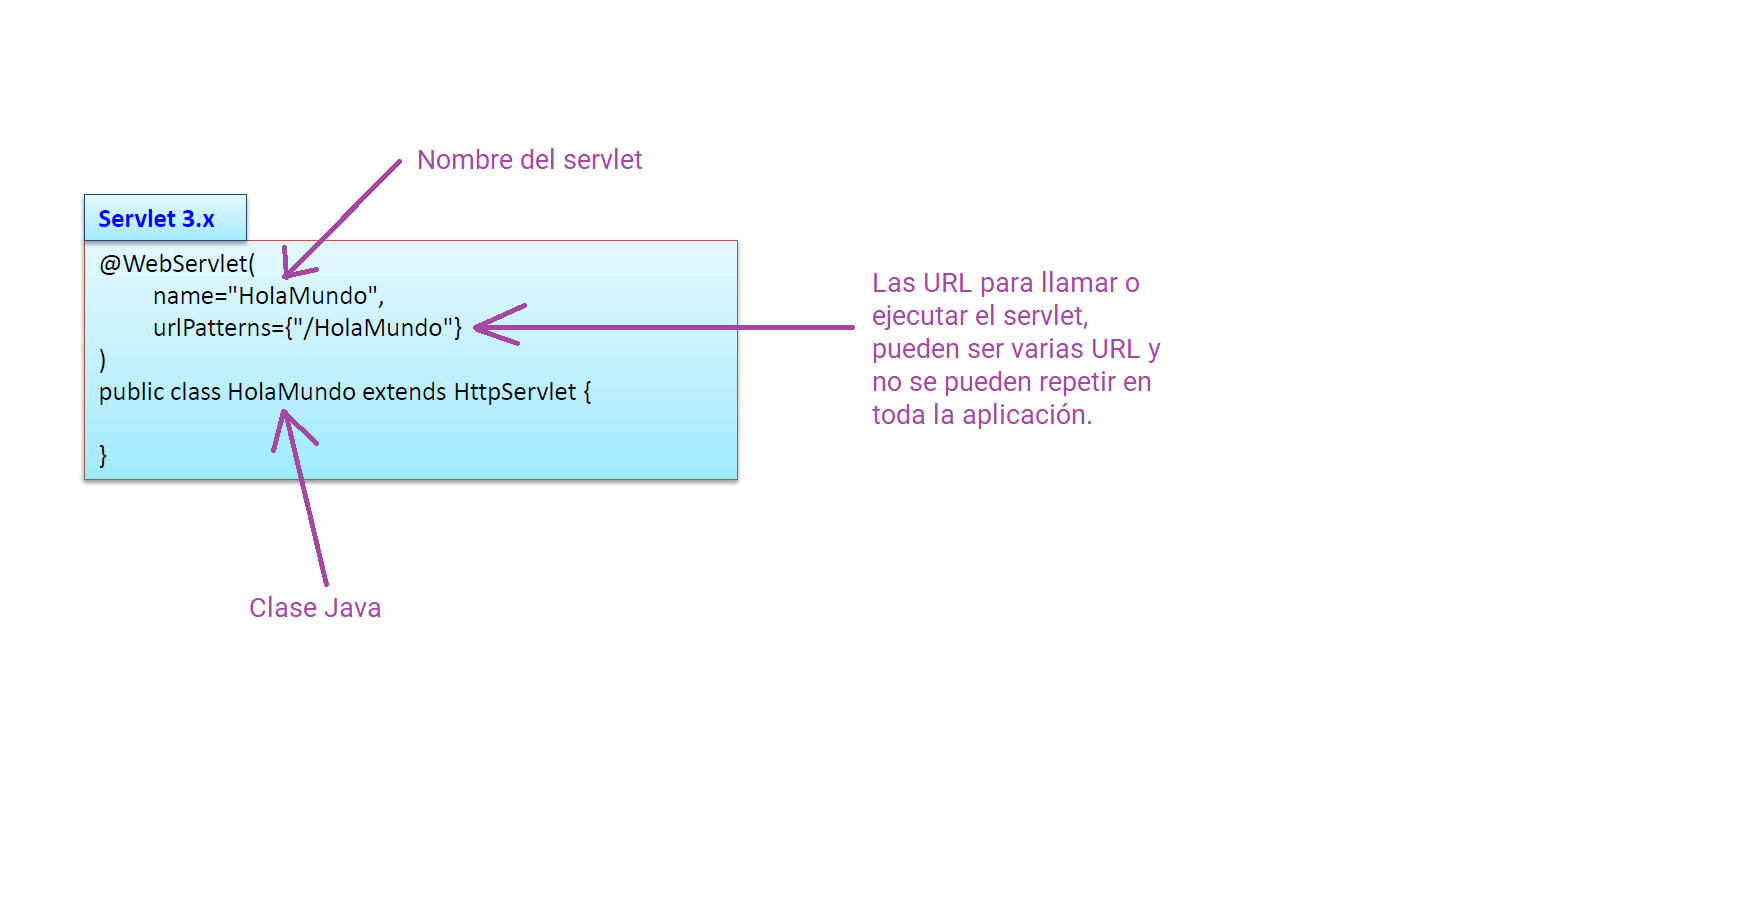 Nombre del servlet
Servlet 3.x
@WebServlet(
name="HolaMundo",
urlPatterns={"/HolaMundo"}
)
public class HolaMundo extends HttpServlet {
}
Las URL para llamar o
ejecutar el servlet,
pueden ser varias URL y
no se pueden repetir en
toda la aplicación.
Clase Java